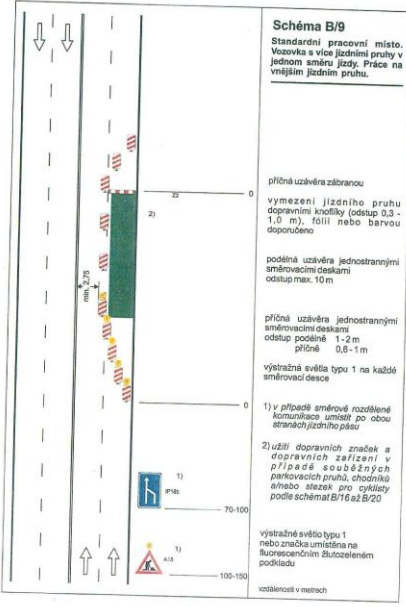 Schéma B/9
Standardní pracovní místo.
Vozovka s více jízdními pruhy v
jednom směru jízdy. Práce na
vnějším jízdním pruhu.
příčná uzávěra zábranou
Z2
0
vymezení jízdního pruhu
dopravními knoflíky (odstup 0,3 -
1,0 m), fólií nebo barvou
doporučeno
2)
podélná uzávěra jednostrannými
směrovacími deskami
odstup max. 10 m
min. 2,75
příčná uzávěra jednostrannými
směrovacími deskami
odstup podélně 1 - 2 m
příčně 0,6 - 1 m
výstražná světla typu 1 na každé
směrovací desce
0
1) v případě směrově rozdělené
komunikace umístit po obou
stranách jízdního pásu
2) užití dopravních značek a
dopravních zařízení v
případě souběžných
parkovacích pruhů, chodníků
a/nebo stezek pro cyklisty
podle schémat B/16 až B/20
1)
IP18b
70-100
výstražné světlo typu 1
nebo značka umístěna na
fluorescenčním žlutozeleném
podkladu
1)
A15
100-150
vzdálenosti v metrech